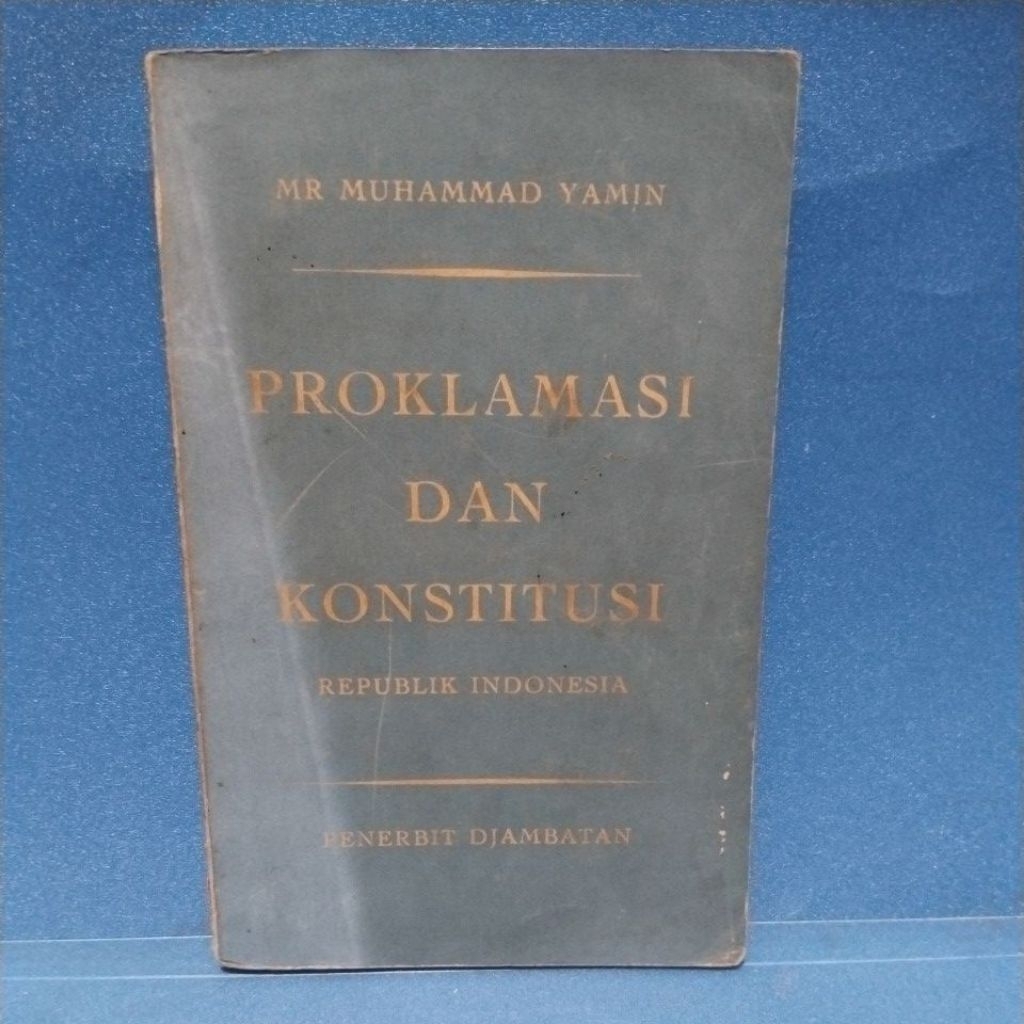 MR MUHAMMAD YAMIN
PROKLAMASI
DAN
KONSTITUSI
REPUBLIK INDONESIA
PENERBIT DJAMBATAN